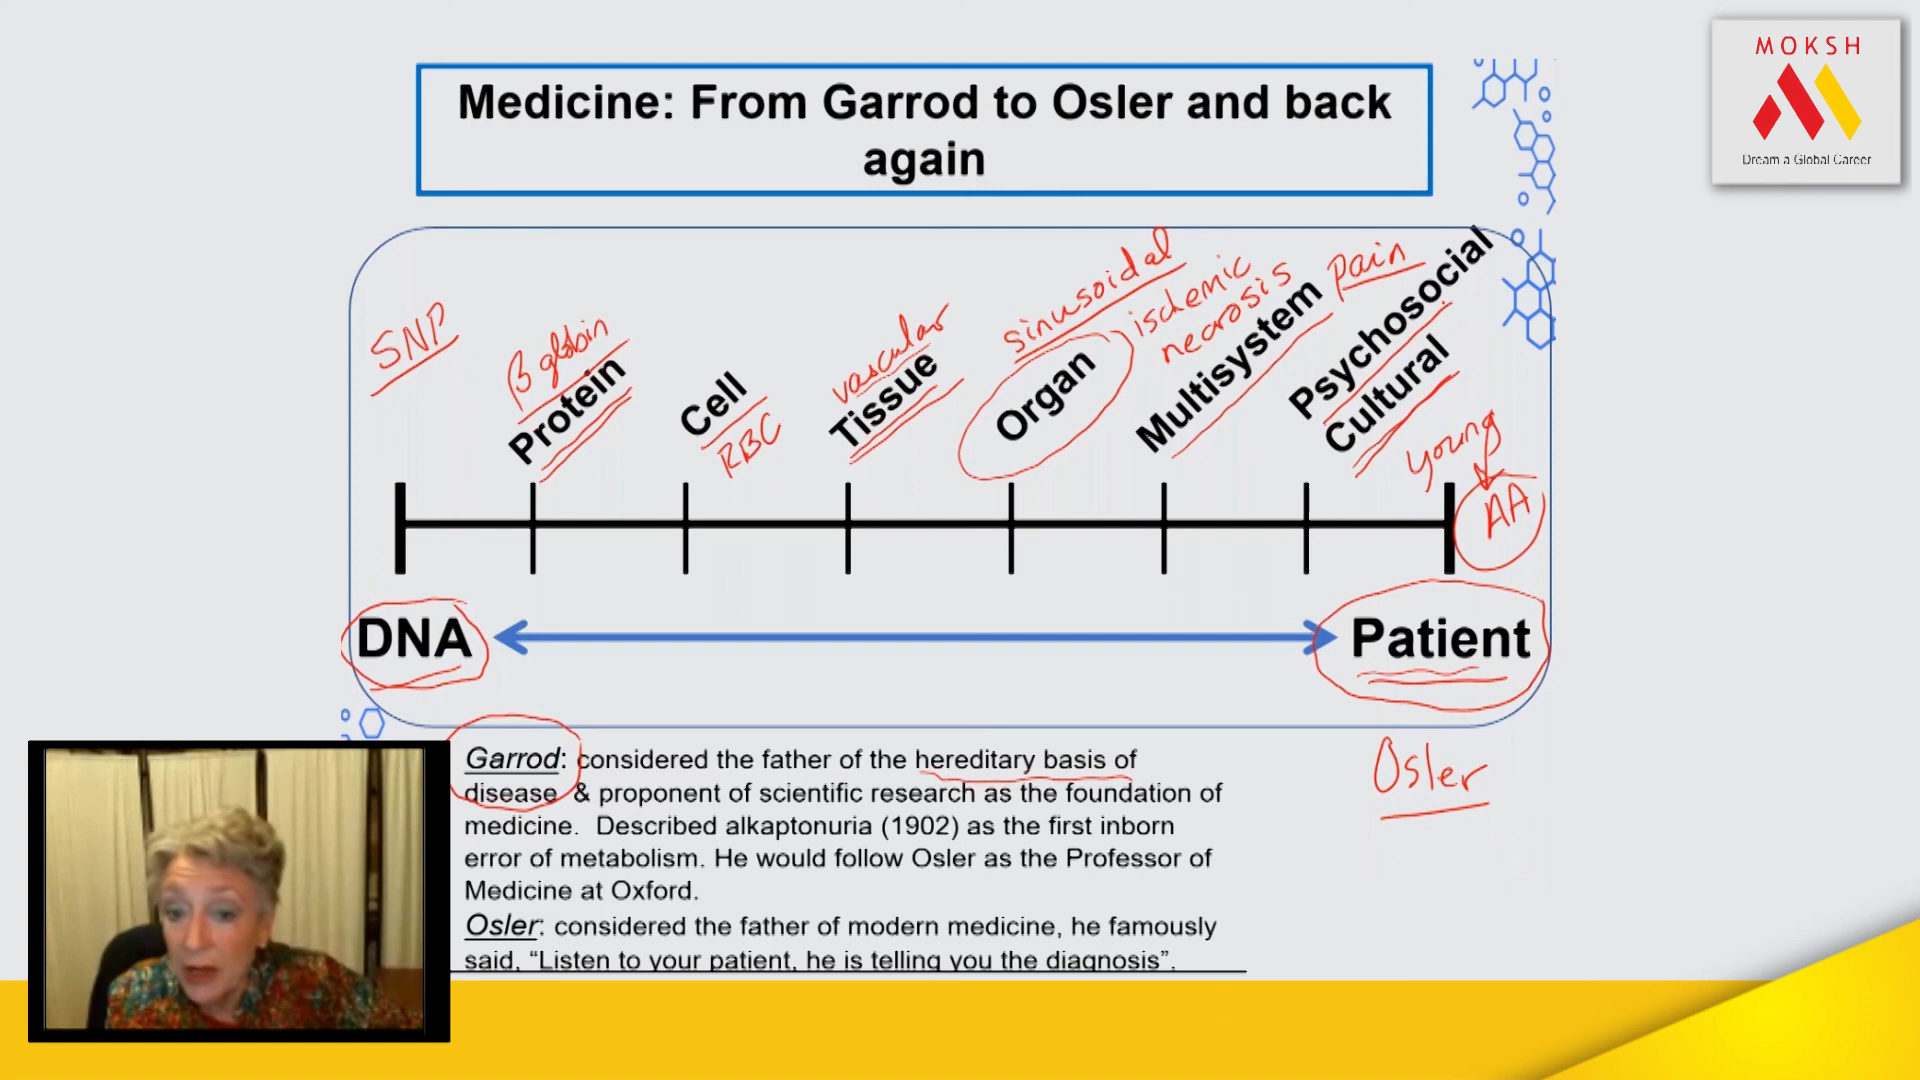 MOKSH
Dream a Global Career
Medicine: From Garrod to Osler and back
again
SNP
β globin
Protein
Cell
RBC
vascular
Tissue
sinusoidal
Organ
ischemic
necrosis
Multisystem
Pain
Psychosocial
Cultural
young
AA
DNA
Patient
Osler
Garrod: considered the father of the hereditary basis of
disease & proponent of scientific research as the foundation of
medicine. Described alkaptonuria (1902) as the first inborn
error of metabolism. He would follow Osler as the Professor of
Medicine at Oxford.
Osler: considered the father of modern medicine, he famously
said, “Listen to your patient, he is telling you the diagnosis”.